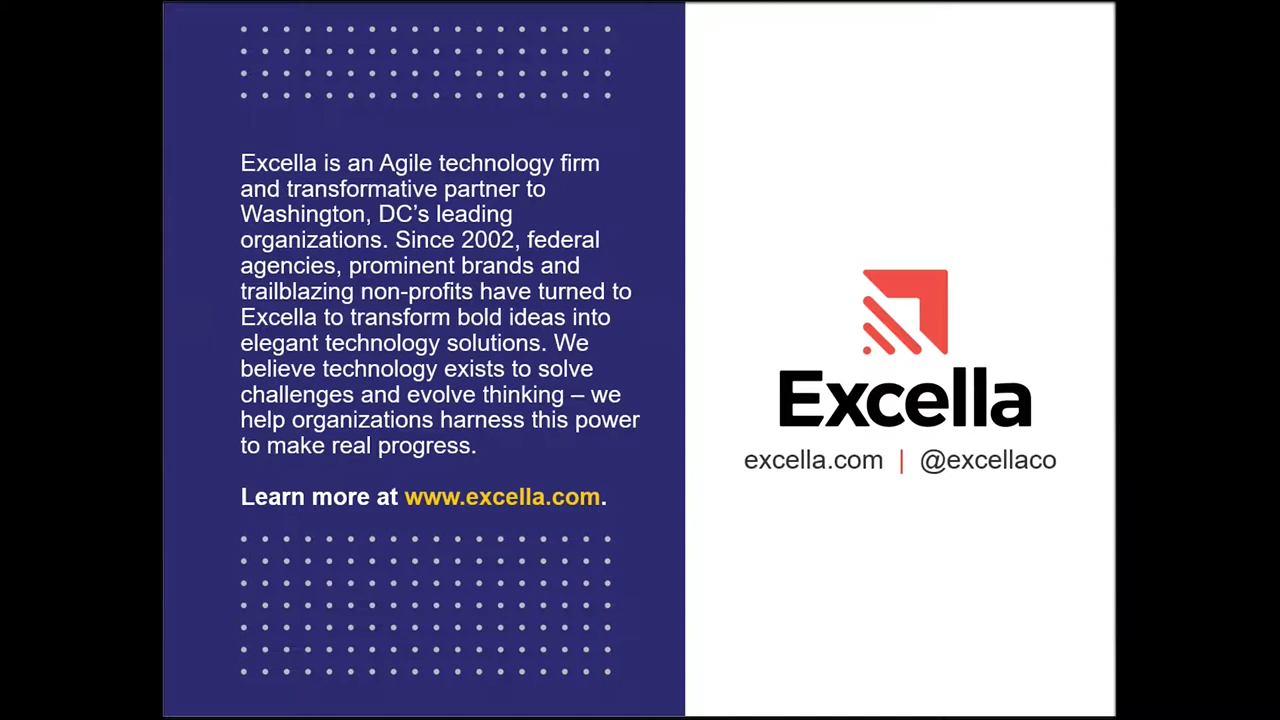 Excella is an Agile technology firm
and transformative partner to
Washington, DC’s leading
organizations. Since 2002, federal
agencies, prominent brands and
trailblazing non-profits have turned to
Excella to transform bold ideas into
elegant technology solutions. We
believe technology exists to solve
challenges and evolve thinking – we
help organizations harness this power
to make real progress.
Learn more at www.excella.com.
Excella
excella.com | @excellaco